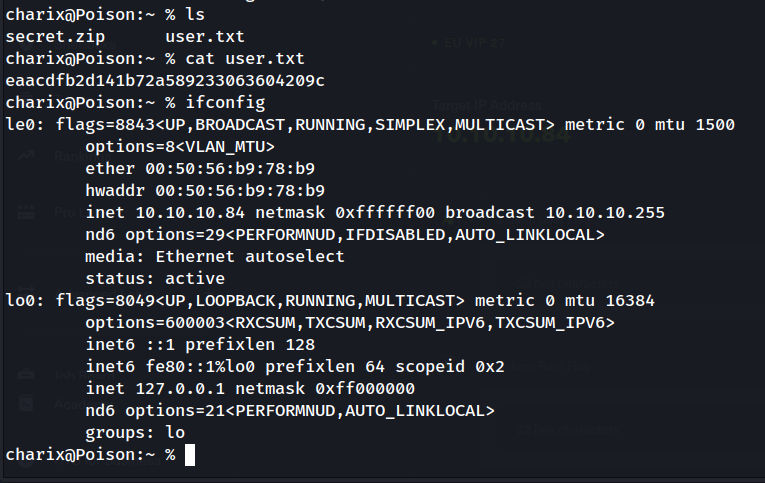 charix@Poison:~ % ls
secret.zip user.txt
charix@Poison:~ % cat user.txt
eaacdfb2d141b72a589233063604209c
charix@Poison:~ % ifconfig
le0: flags=8843<UP,BROADCAST,RUNNING,SIMPLEX,MULTICAST> metric 0 mtu 1500
options=8<VLAN_MTU>
ether 00:50:56:b9:78:b9
hwaddr 00:50:56:b9:78:b9
inet 10.10.10.84 netmask 0xffffff00 broadcast 10.10.10.255
nd6 options=29<PERFORMNUD,IFDISABLED,AUTO_LINKLOCAL>
media: Ethernet autoselect
status: active
lo0: flags=8049<UP,LOOPBACK,RUNNING,MULTICAST> metric 0 mtu 16384
options=600003<RXCSUM,TXCSUM,RXCSUM_IPV6,TXCSUM_IPV6>
inet6 ::1 prefixlen 128
inet6 fe80::1%lo0 prefixlen 64 scopeid 0x2
inet 127.0.0.1 netmask 0xff000000
nd6 options=21<PERFORMNUD,AUTO_LINKLOCAL>
groups: lo
charix@Poison:~ %